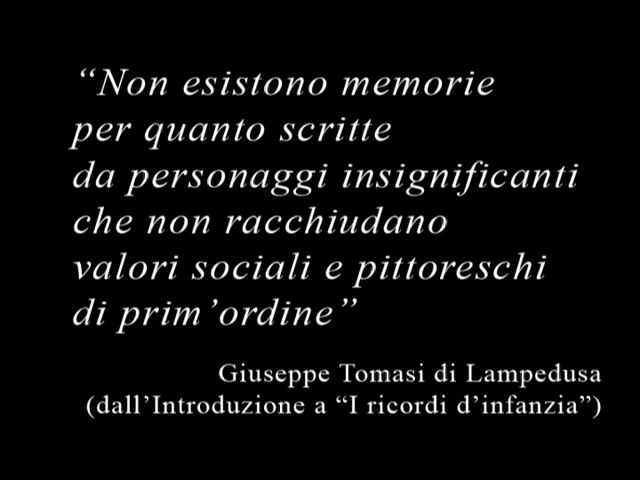 “Non esistono memorie
per quanto scritte
da personaggi insignificanti
che non racchiudano
valori sociali e pittoreschi
di prim’ordine”
Giuseppe Tomasi di Lampedusa
(dall’Introduzione a “I ricordi d’infanzia”)